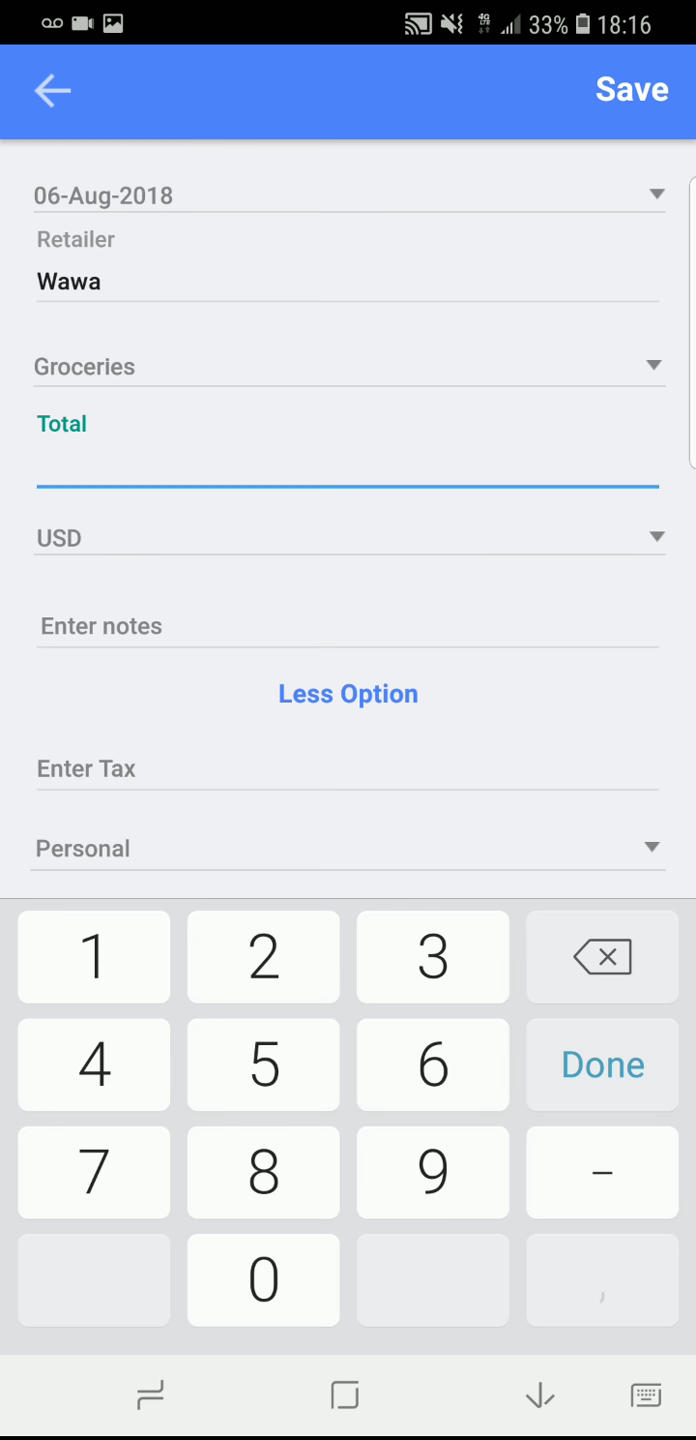 33% 18:16
Save
06-Aug-2018
Retailer
Wawa
Groceries
Total
USD
Enter notes
Less Option
Enter Tax
Personal
1 2 3
4 5 6 Done
7 8 9 -
0 ,